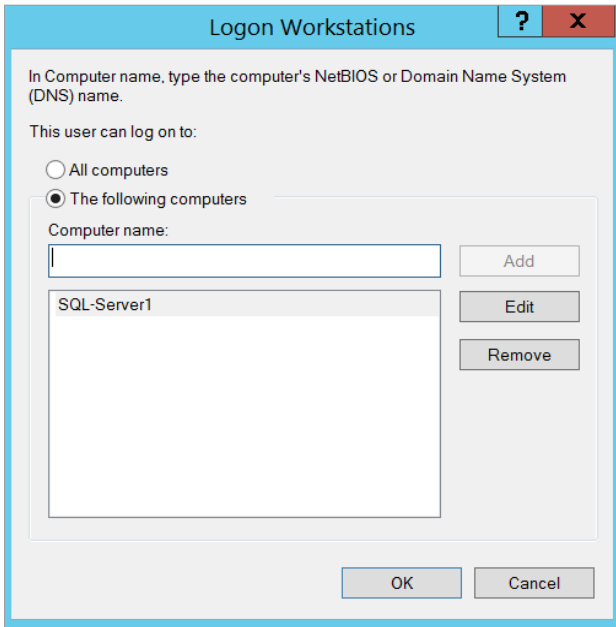 Logon Workstations
?
x
In Computer name, type the computer's NetBIOS or Domain Name System
(DNS) name.
This user can log on to:
All computers
The following computers
Computer name:
Add
SQL-Server1
Edit
Remove
OK
Cancel